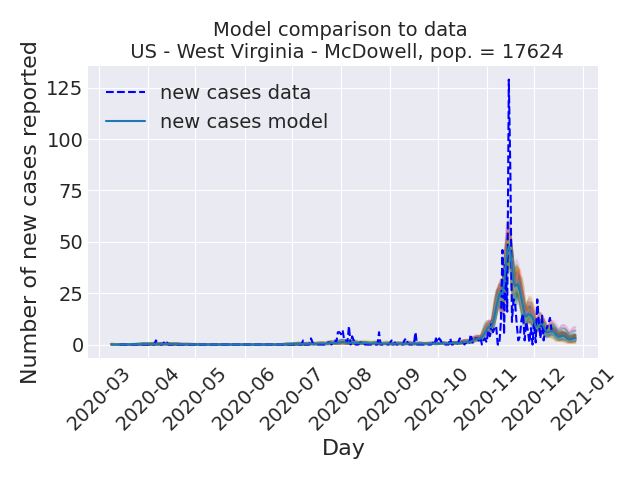 Model comparison to data
US - West Virginia - McDowell, pop. = 17624
Number of new cases reported
125
100
75
50
25
0
new cases data
new cases model
2020-03
2020-04
2020-05
2020-06
2020-07
2020-08
2020-09
2020-10
2020-11
2020-12
2021-01
Day